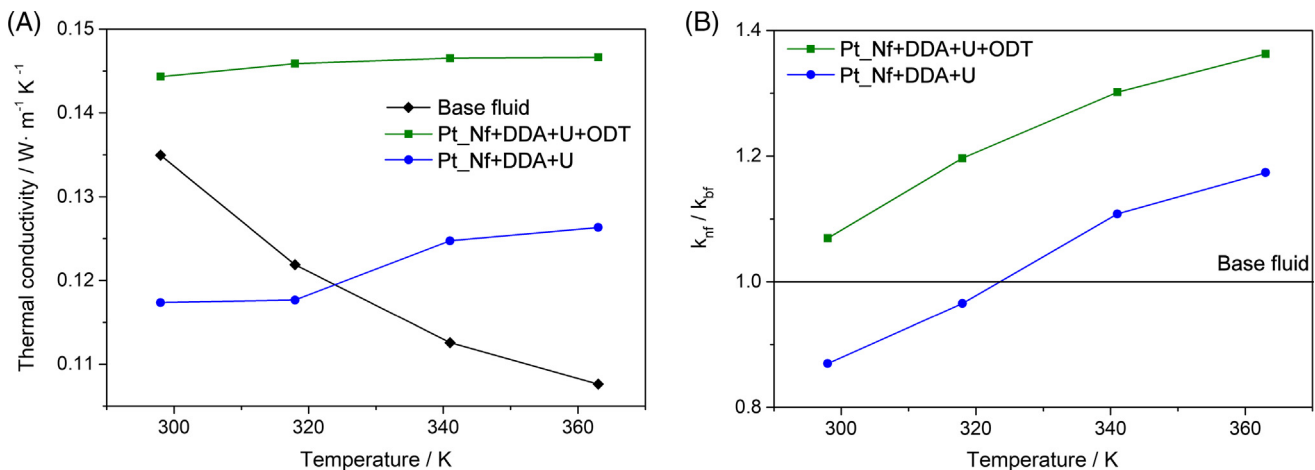 (A)
0.15
0.14
0.13
0.12
0.11
Thermal conductivity / W· m⁻¹ K ⁻¹
Base fluid
Pt_Nf+DDA+U+ODT
Pt_Nf+DDA+U
300
320
340
360
Temperature / K
(B)
1.4
1.2
1.0
0.8
k_nf / k_bf
Pt_Nf+DDA+U+ODT
Pt_Nf+DDA+U
Base fluid
300
320
340
360
Temperature / K